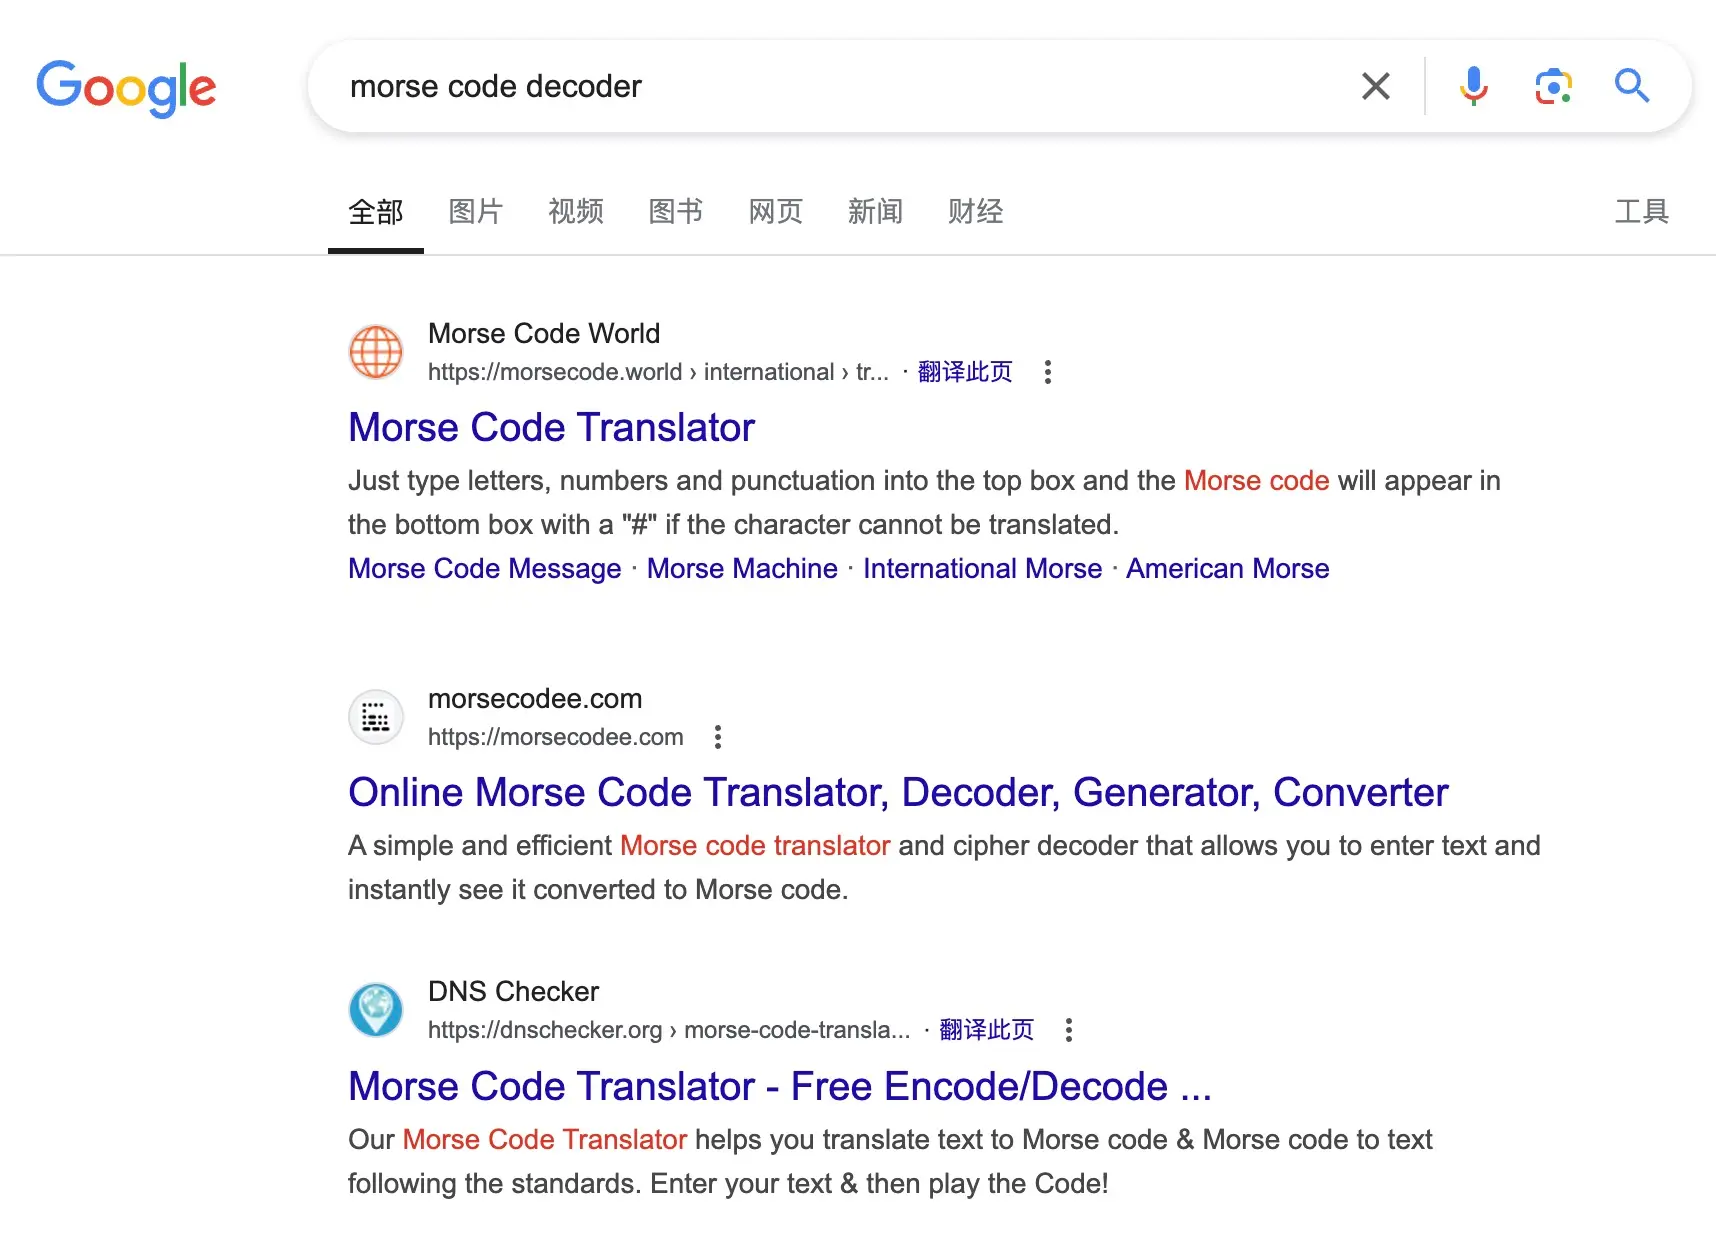 Google
morse code decoder
全部 图片 视频 图书 网页 新闻 财经 工具
Morse Code World
https://morsecode.world › international › tr... · 翻译此页
Morse Code Translator
Just type letters, numbers and punctuation into the top box and the Morse code will appear in
the bottom box with a "#" if the character cannot be translated.
Morse Code Message · Morse Machine · International Morse · American Morse
morsecodee.com
https://morsecodee.com
Online Morse Code Translator, Decoder, Generator, Converter
A simple and efficient Morse code translator and cipher decoder that allows you to enter text and
instantly see it converted to Morse code.
DNS Checker
https://dnschecker.org › morse-code-transla... · 翻译此页
Morse Code Translator - Free Encode/Decode ...
Our Morse Code Translator helps you translate text to Morse code & Morse code to text
following the standards. Enter your text & then play the Code!